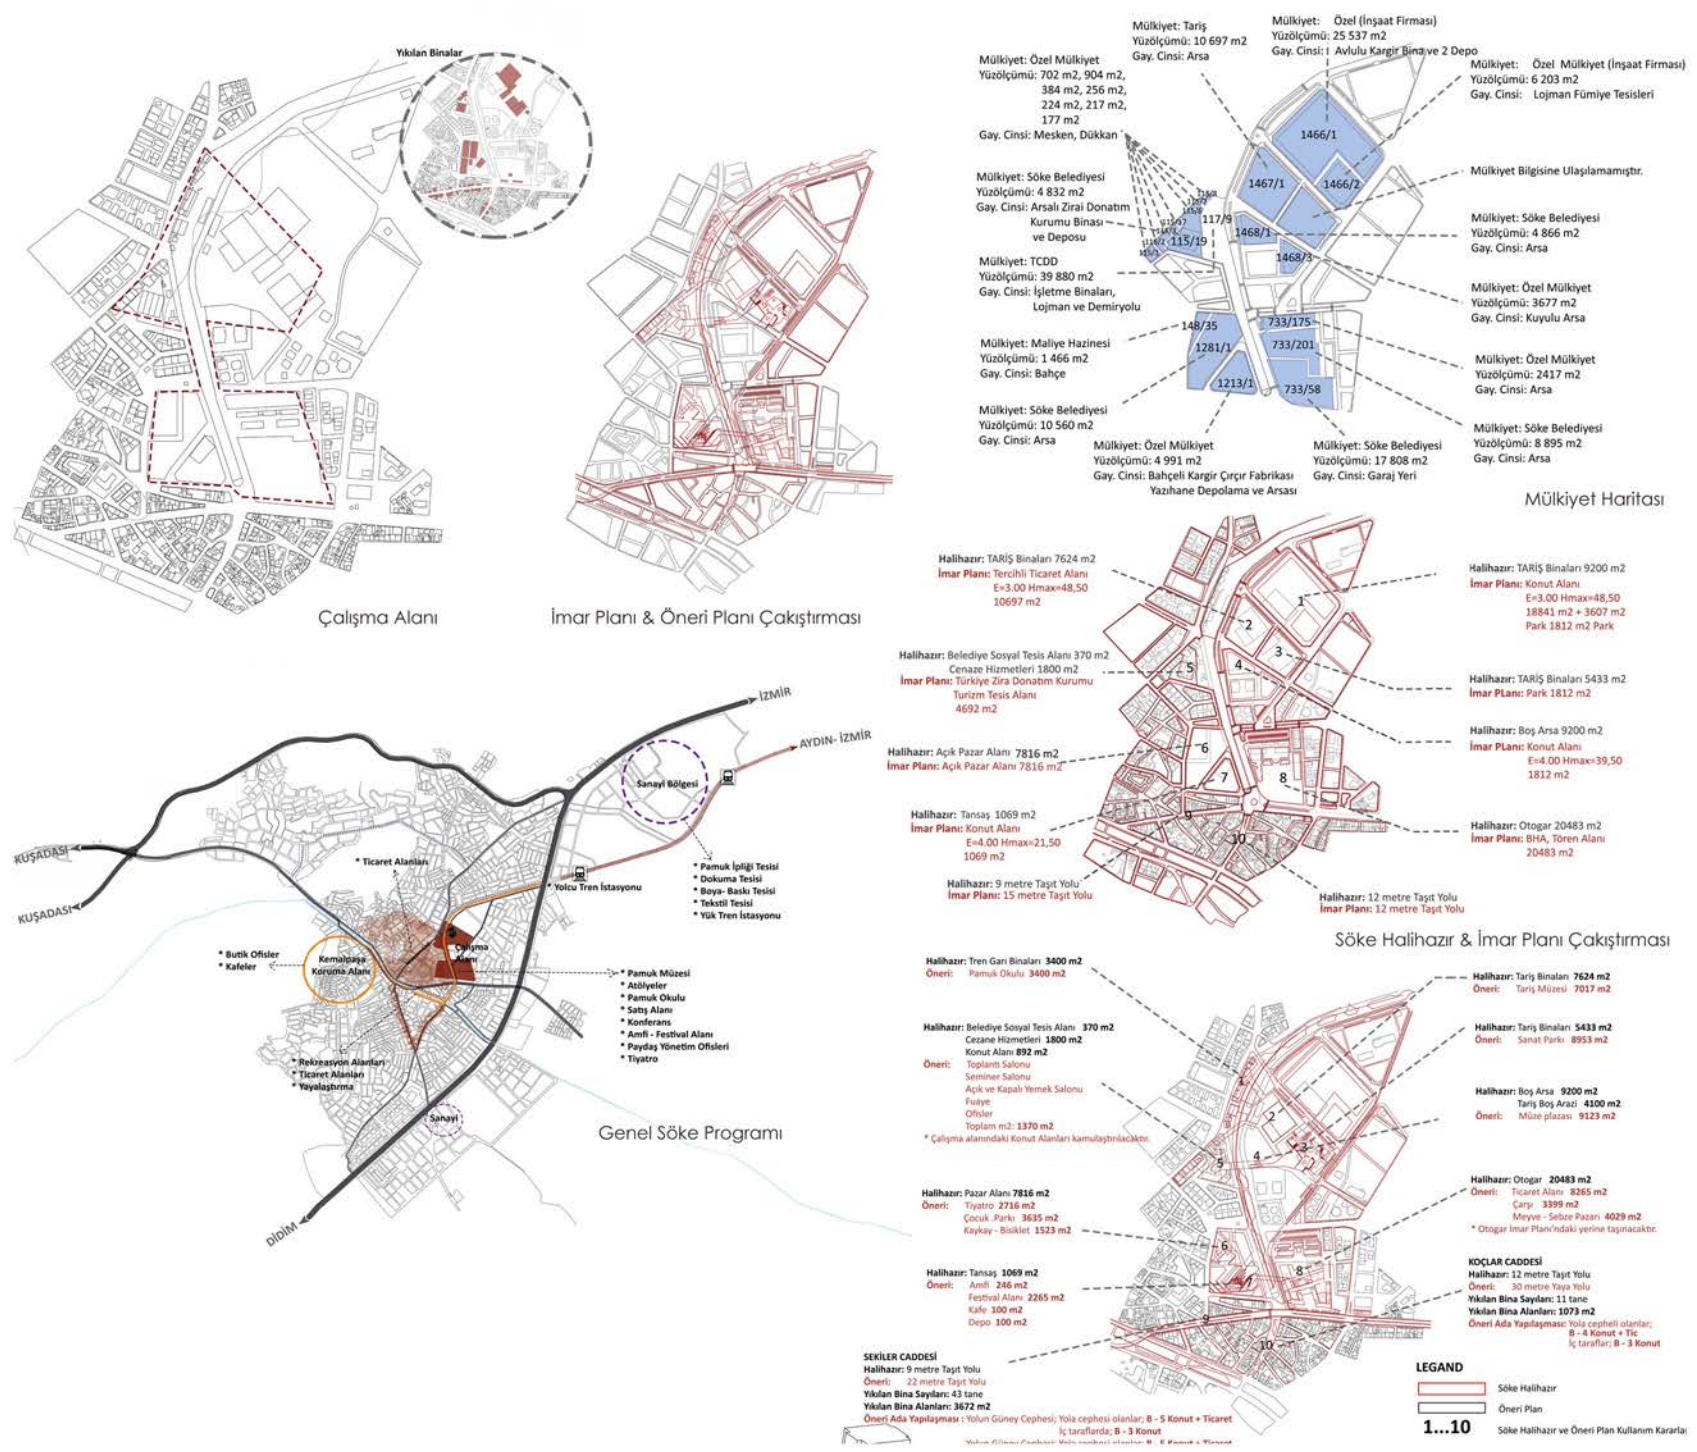 Yıkılan Binalar
Çalışma Alanı
İmar Planı & Öneri Planı Çakıştırması
Mülkiyet: Tariş
Yüzölçümü: 10 697 m2
Gay. Cinsi: Arsa
Mülkiyet: Özel (İnşaat Firması)
Yüzölçümü: 25 537 m2
Gay. Cinsi: Avlulu Kargir Bina ve 2 Depo
Mülkiyet: Özel Mülkiyet
Yüzölçümü: 702 m2, 904 m2,
384 m2, 256 m2,
224 m2, 217 m2,
177 m2
Gay. Cinsi: Mesken, Dükkan
Mülkiyet: Özel Mülkiyet (İnşaat Firması)
Yüzölçümü: 6 203 m2
Gay. Cinsi: Lojman Fümiye Tesisleri
Mülkiyet Bilgisine Ulaşılamamıştır.
Mülkiyet: Söke Belediyesi
Yüzölçümü: 4 832 m2
Gay. Cinsi: Arsalı Zirai Donatım
Kurumu Binası
ve Deposu
Mülkiyet: Söke Belediyesi
Yüzölçümü: 4 866 m2
Gay. Cinsi: Arsa
Mülkiyet: TCDD
Yüzölçümü: 39 880 m2
Gay. Cinsi: İşletme Binaları,
Lojman ve Demiryolu
Mülkiyet: Özel Mülkiyet
Yüzölçümü: 3677 m2
Gay. Cinsi: Kuyulu Arsa
Mülkiyet: Maliye Hazinesi
Yüzölçümü: 1 466 m2
Gay. Cinsi: Bahçe
Mülkiyet: Özel Mülkiyet
Yüzölçümü: 2417 m2
Gay. Cinsi: Arsa
Mülkiyet: Söke Belediyesi
Yüzölçümü: 10 560 m2
Gay. Cinsi: Arsa
Mülkiyet: Söke Belediyesi
Yüzölçümü: 8 895 m2
Gay. Cinsi: Arsa
Mülkiyet: Özel Mülkiyet
Yüzölçümü: 4 991 m2
Gay. Cinsi: Bahçeli Kargir Çırçır Fabrikası
Yazıhane Depolama ve Arsası
Mülkiyet: Söke Belediyesi
Yüzölçümü: 17 808 m2
Gay. Cinsi: Garaj Yeri
1466/1
1467/1
1466/2
117/9
1468/1
115/19
1468/3
148/35
733/175
1281/1
733/201
1213/1
733/58
Mülkiyet Haritası
Halihazır: TARİŞ Binaları 7624 m2
İmar Planı: Tercihli Ticaret Alanı
E=3.00 Hmax=48,50
10697 m2
Halihazır: TARİŞ Binaları 9200 m2
İmar PLanı: Konut Alanı
E=3.00 Hmax=48,50
18841 m2 + 3607 m2
Park 1812 m2 Park
Halihazır: Belediye Sosyal Tesis Alanı 370 m2
Cenaze Hizmetleri 1800 m2
İmar Planı: Türkiye Zira Donatım Kurumu
Turizm Tesis Alanı
4692 m2
Halihazır: TARİŞ Binaları 5433 m2
İmar PLanı: Park 1812 m2
Halihazır: Açık Pazar Alanı 7816 m2
İmar PLanı: Açık Pazar Alanı 7816 m2
Halihazır: Boş Arsa 9200 m2
İmar PLanı: Konut Alanı
E=4.00 Hmax=39,50
1812 m2
Halihazır: Tansaş 1069 m2
İmar Planı: Konut Alanı
E=4.00 Hmax=21,50
1069 m2
Halihazır: Otogar 20483 m2
İmar PLanı: BHA, Tören Alanı
20483 m2
Halihazır: 9 metre Taşıt Yolu
İmar Planı: 15 metre Taşıt Yolu
Halihazır: 12 metre Taşıt Yolu
İmar Planı: 12 metre Taşıt Yolu
1
2
3
4
5
6
7
8
9
10
Söke Halihazır & İmar Planı Çakıştırması
İZMİR
AYDIN- İZMİR
KUŞADASI
KUŞADASI
DİDİM
Sanayi Bölgesi
* Pamuk İpliği Tesisi
* Dokuma Tesisi
* Boya- Baskı Tesisi
* Tekstil Tesisi
* Yük Tren İstasyonu
* Ticaret Alanları
* Yolcu Tren İstasyonu
* Butik Ofisler
* Kafeler
Kemalpaşa
Koruma Alanı
Çalışma
Alanı
* Pamuk Müzesi
* Atölyeler
* Pamuk Okulu
* Satış Alanı
* Konferans
* Amfi - Festival Alanı
* Paydaş Yönetim Ofisleri
* Tiyatro
* Rekreasyon Alanları
* Ticaret Alanları
* Yayalaştırma
Sanayi
Genel Söke Programı
Halihazır: Tren Garı Binaları 3400 m2
Öneri: Pamuk Okulu 3400 m2
Halihazır: Tariş Binaları 7624 m2
Öneri: Tariş Müzesi 7017 m2
Halihazır: Belediye Sosyal Tesis Alanı 370 m2
Cezane Hizmetleri 1800 m2
Konut Alanı 892 m2
Öneri: Toplantı Salonu
Seminer Salonu
Açık ve Kapalı Yemek Salonu
Fuaye
Ofisler
Toplam m2: 1370 m2
* Çalışma alanındaki Konut Alanları kamulaştırılacaktır.
Halihazır: Tariş Binaları 5433 m2
Öneri: Sanat Parkı 8953 m2
Halihazır: Boş Arsa 9200 m2
Tariş Boş Arazi 4100 m2
Öneri: Müze plazası 9123 m2
Halihazır: Pazar Alanı 7816 m2
Öneri: Tiyatro 2716 m2
Çocuk .Parkı 3635 m2
Kaykay - Bisiklet 1523 m2
Halihazır: Otogar 20483 m2
Öneri: Ticaret Alanı 8265 m2
Çarşı 3399 m2
Meyve - Sebze Pazarı 4029 m2
* Otogar İmar Planı'ndaki yerine taşınacaktır.
Halihazır: Tansaş 1069 m2
Öneri: Amfi 246 m2
Festival Alanı 2265 m2
Kafe 100 m2
Depo 100 m2
KOÇLAR CADDESİ
Halihazır: 12 metre Taşıt Yolu
Öneri: 30 metre Yaya Yolu
Yıkılan Bina Sayıları: 11 tane
Yıkılan Bina Alanları: 1073 m2
Öneri Ada Yapılaşması: Yola cepheli olanlar;
B - 4 Konut + Tic
İç taraflar; B - 3 Konut
SEKİLER CADDESİ
Halihazır: 9 metre Taşıt Yolu
Öneri: 22 metre Taşıt Yolu
Yıkılan Bina Sayıları: 43 tane
Yıkılan Bina Alanları: 3672 m2
Öneri Ada Yapılaşması : Yolun Güney Cephesi; Yola cephesi olanlar; B - 5 Konut + Ticaret
İç taraflarda; B - 3 Konut
1
2
3
4
5
6
8
9
10
LEGAND
Söke Halihazır
Öneri Plan
1...10 Söke Halihazır ve Öneri Plan Kullanım Kararla